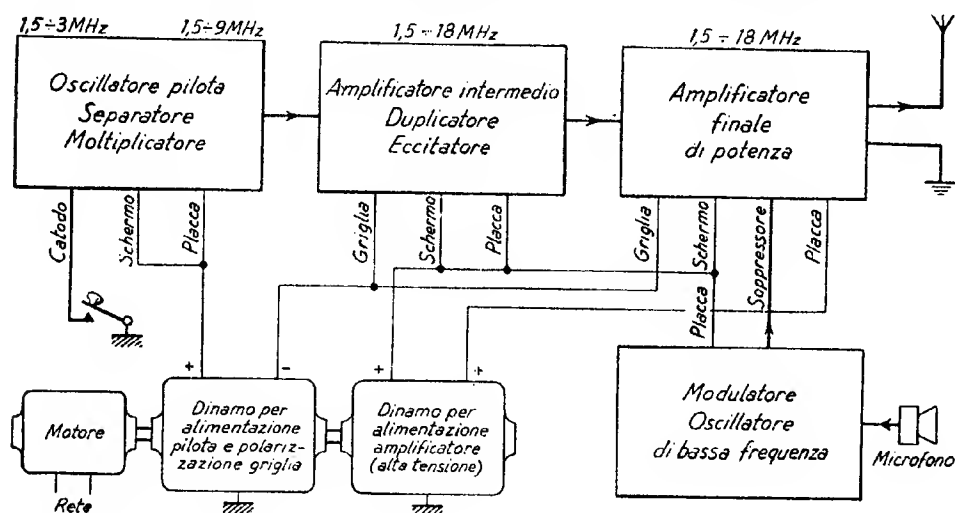 1,5÷3MHz
1,5÷9MHz
1,5÷18MHz
1,5÷18MHz
Oscillatore pilota
Separatore
Moltiplicatore
Amplificatore intermedio
Duplicatore
Eccitatore
Amplificatore
finale
di potenza
Catodo
Schermo
Placca
Griglia
Schermo
Placca
Griglia
Schermo
Soppressore
Placca
Placca
+
-
+
+
Motore
Rete
Dinamo per
alimentazione
pilota e polariz-
zazione griglia
Dinamo per
alimentazione
amplificatore
(alta tensione)
Modulatore
Oscillatore
di bassa frequenza
Microfono